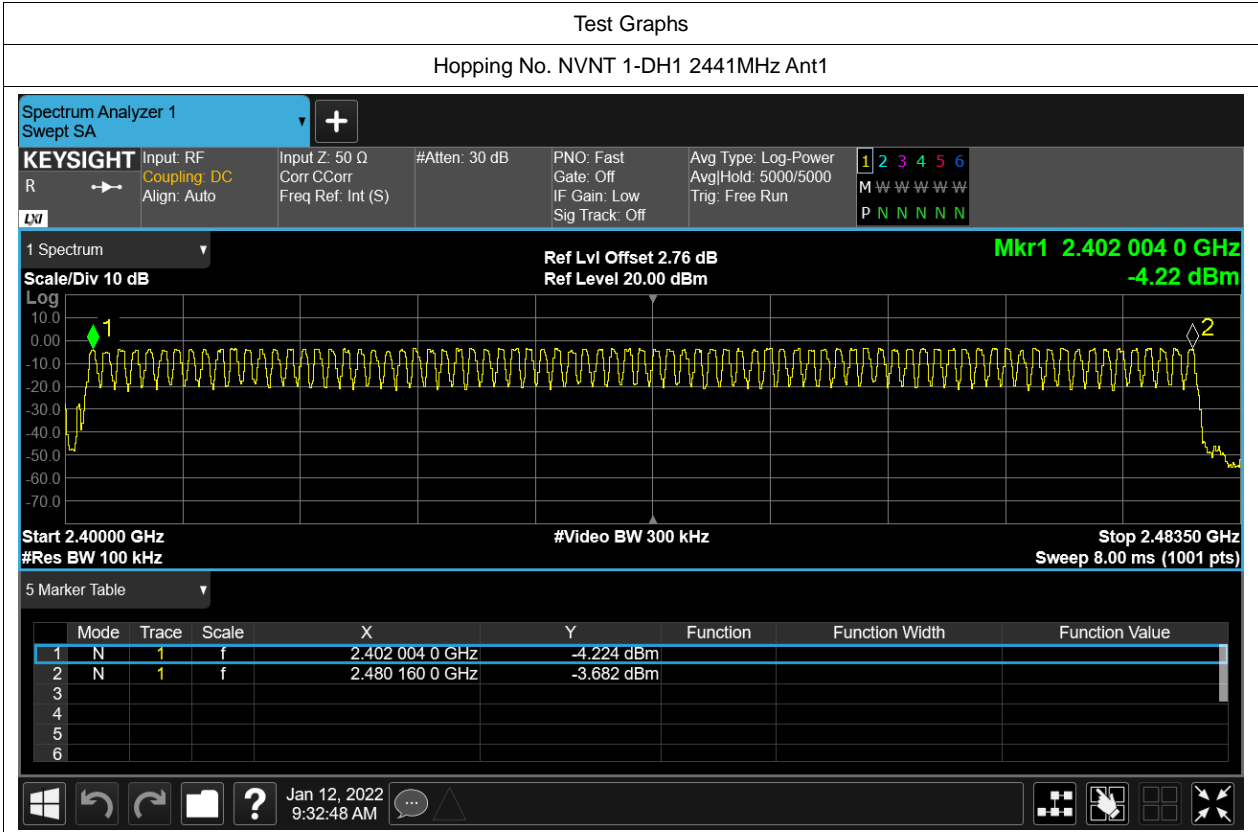 Test Graphs
Hopping No. NVNT 1-DH1 2441MHz Ant1
Spectrum Analyzer 1
Swept SA
KEYSIGHT Input: RF Input Z: 50 Ω #Atten: 30 dB PNO: Fast Avg Type: Log-Power 1 2 3 4 5 6
R Coupling: DC Corr CCorr Gate: Off Avg|Hold: 5000/5000 M W W W W W
Align: Auto Freq Ref: Int (S) IF Gain: Low Trig: Free Run
LXI Sig Track: Off P N N N N N
1 Spectrum Ref Lvl Offset 2.76 dB Mkr1 2.402 004 0 GHz
Scale/Div 10 dB Ref Level 20.00 dBm -4.22 dBm
Log
10.0
0.00
-10.0
-20.0
-30.0
-40.0
-50.0
-60.0
-70.0
1
2
Start 2.40000 GHz #Video BW 300 kHz Stop 2.48350 GHz
#Res BW 100 kHz Sweep 8.00 ms (1001 pts)
5 Marker Table
Mode Trace Scale X Y Function Function Width Function Value
1 N 1 f 2.402 004 0 GHz -4.224 dBm
2 N 1 f 2.480 160 0 GHz -3.682 dBm
3
4
5
6
? Jan 12, 2022
9:32:48 AM